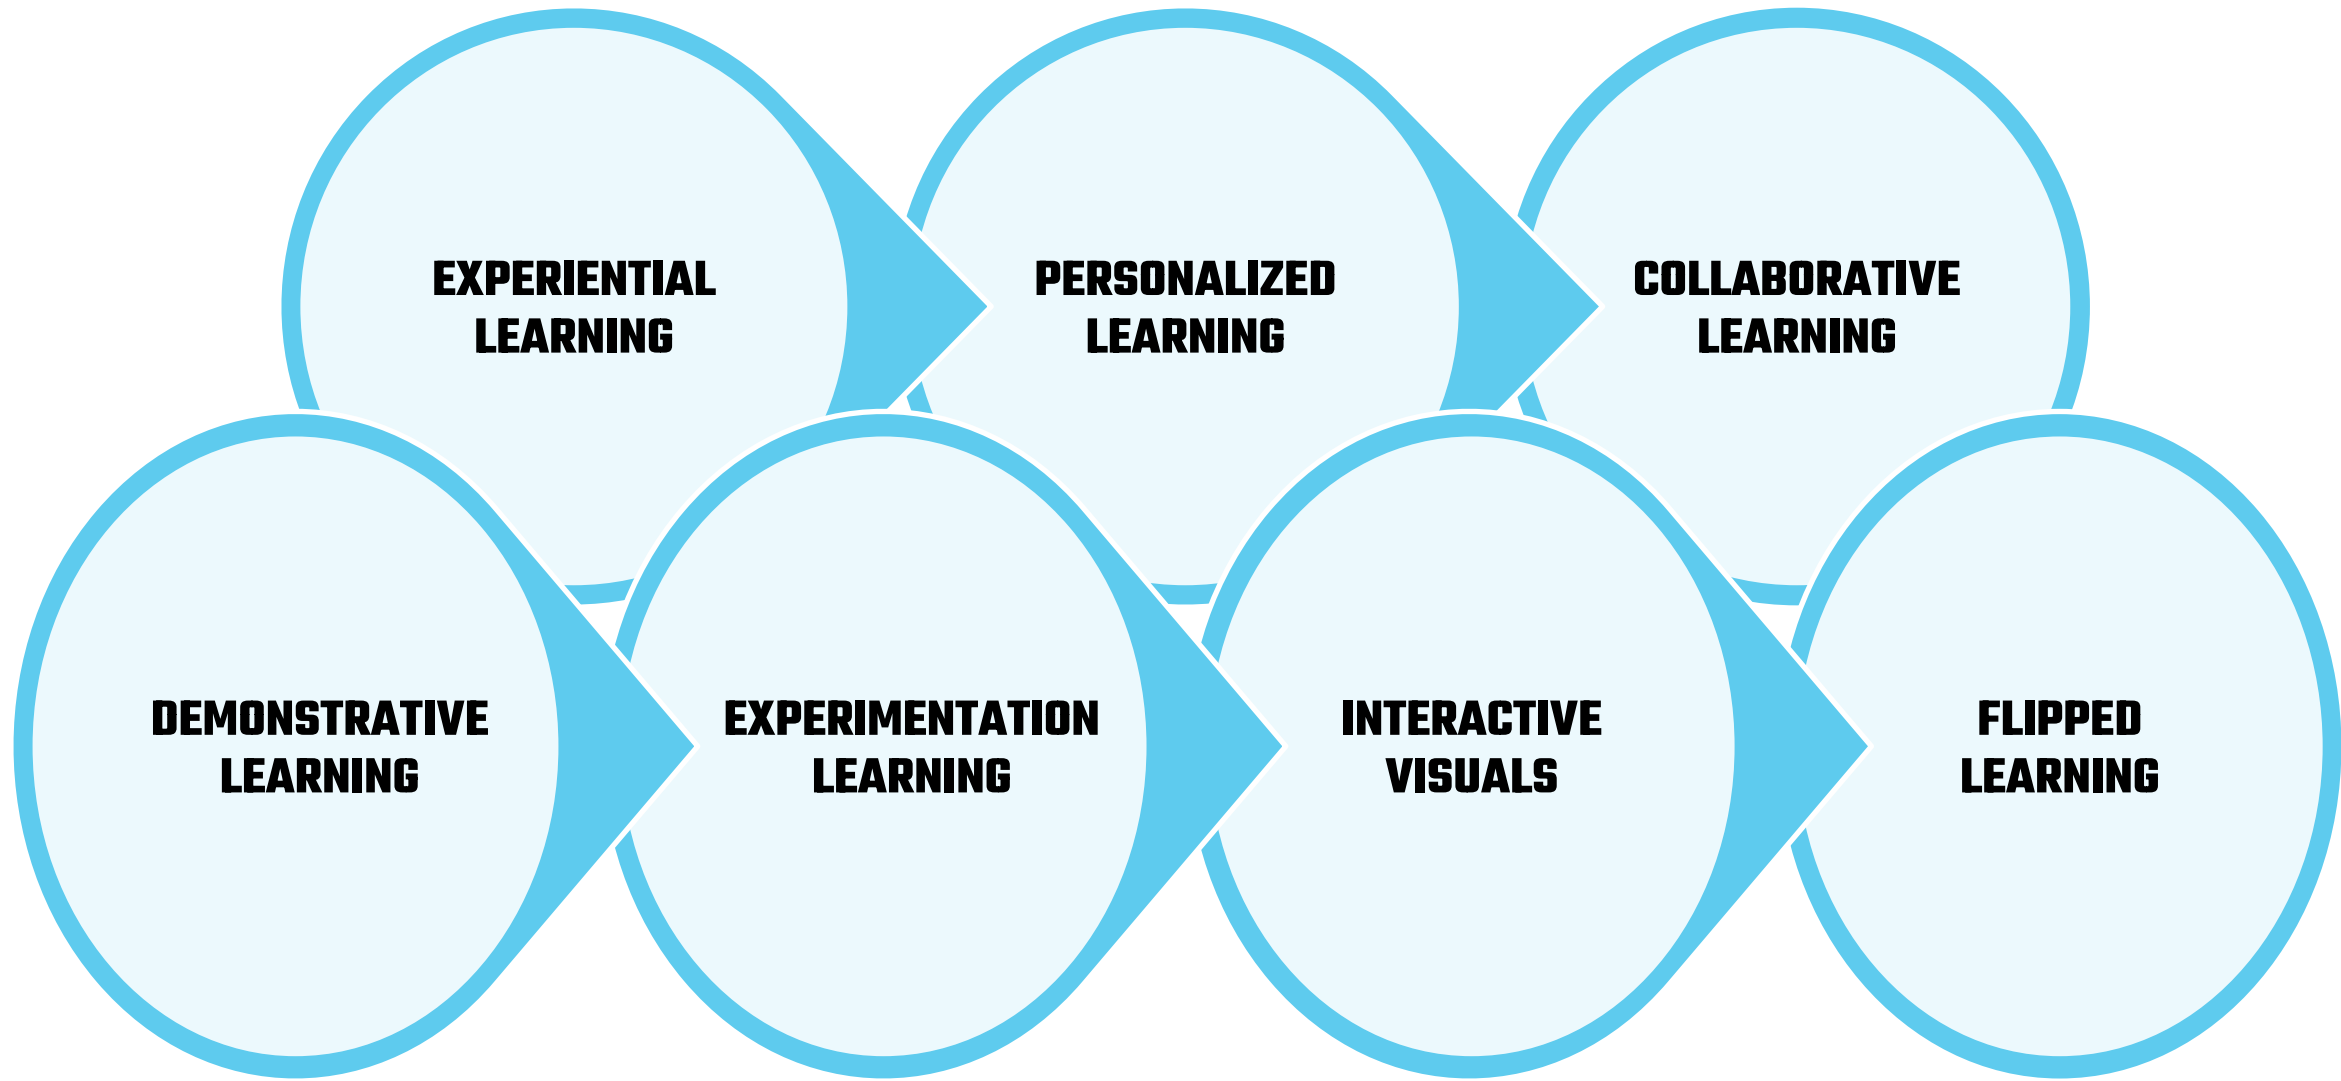 EXPERIENTIAL
LEARNING
PERSONALIZED
LEARNING
COLLABORATIVE
LEARNING
DEMONSTRATIVE
LEARNING
EXPERIMENTATION
LEARNING
INTERACTIVE
VISUALS
FLIPPED
LEARNING